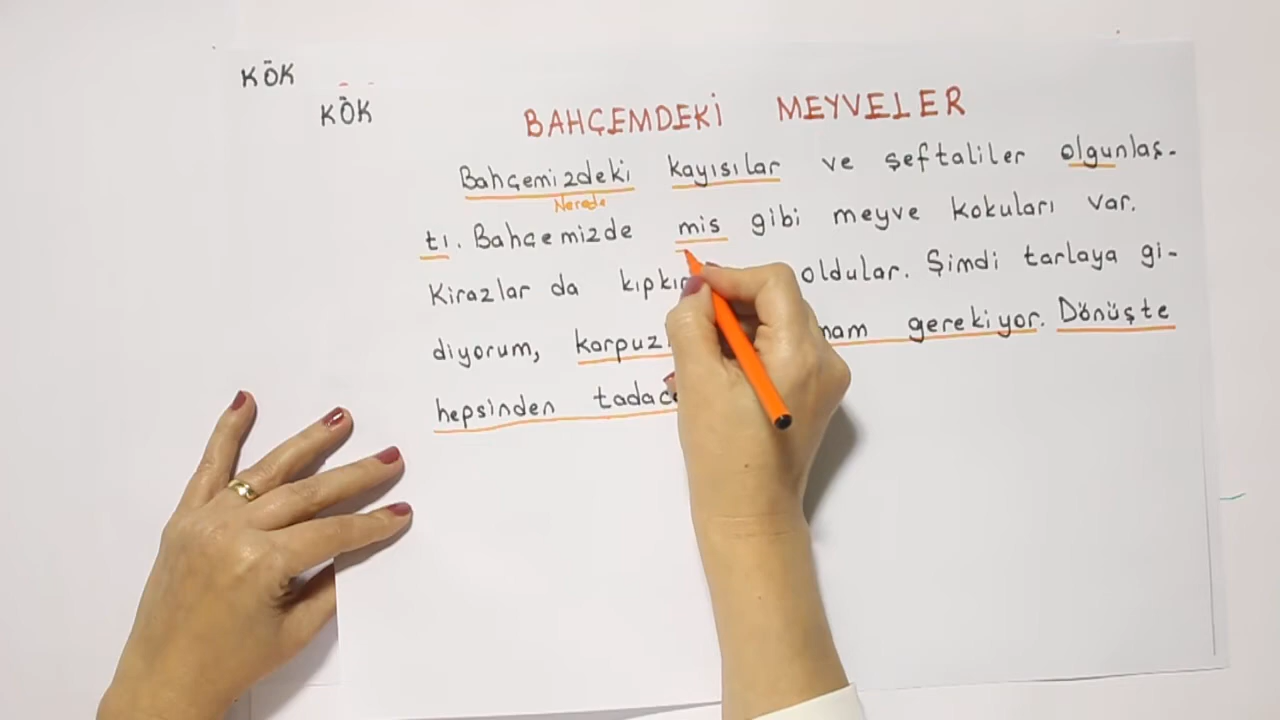 KÖK
KÖK
BAHÇEMDEKİ MEYVELER
Bahçemizdeki kayısılar ve şeftaliler olgunlaş-
Nerede
tı. Bahçemizde mis gibi meyve kokuları var.
Kirazlar da oldular. Şimdi tarlaya gi-
diyorum, gerekiyor. Dönüşte
hepsinden